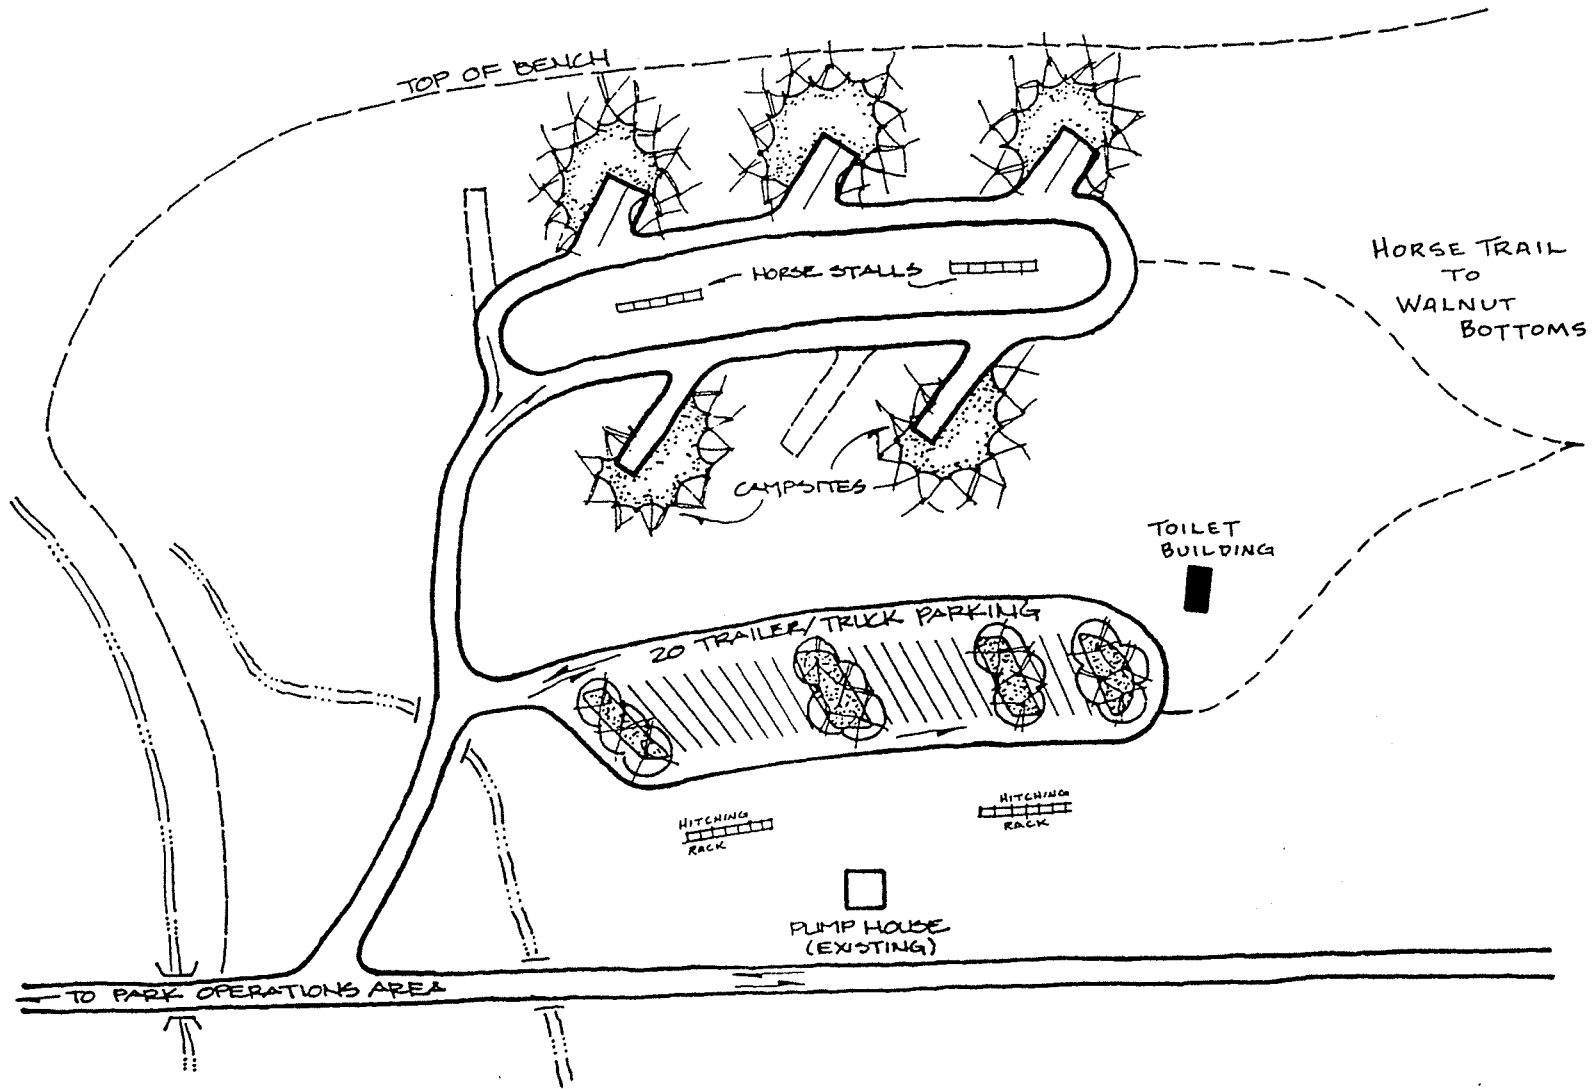 TOP OF BENCH
HORSE TRAIL
TO
WALNUT
BOTTOMS
HORSE STALLS
CAMPSITES
TOILET
BUILDING
20 TRAILER/TRUCK PARKING
HITCHING
RACK
HITCHING
RACK
PUMP HOUSE
(EXISTING)
TO PARK OPERATIONS AREA